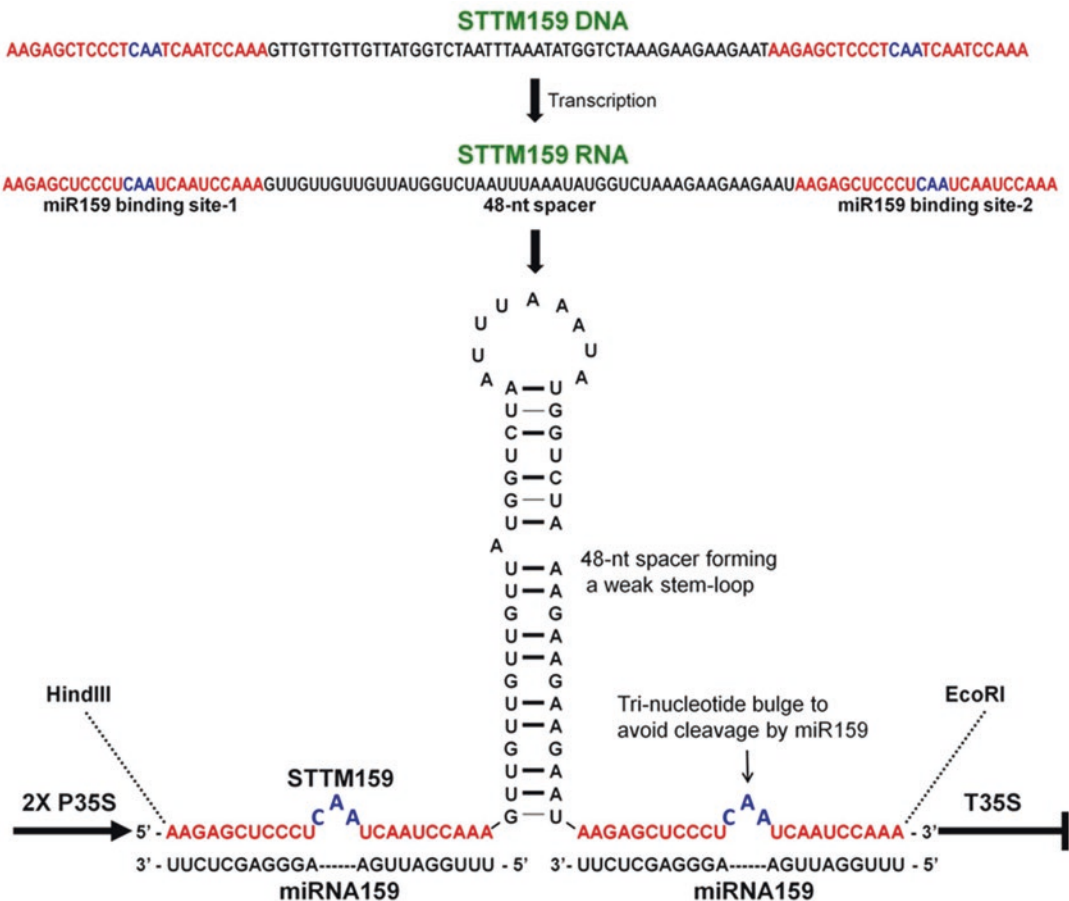 STTM159 DNA
AAGAGCTCCCTCAATCAATCCAAAGTTGTTGTTGTTATGGTCTAATTTAAATATGGTCTAAAGAAGAAGAATAAGAGCTCCCTCAATCAATCCAAA
Transcription
STTM159 RNA
AAGAGCUCCCUCAAUCAAUCCAAAGUUGUUGUUGUUAUGGUCUAAUUUAAAUAUGGUCUAAAGAAGAAGAAUAAGAGCUCCCUCAAUCAAUCCAAA
miR159 binding site-1 48-nt spacer miR159 binding site-2
U A A
U A
U U
A A
A U
U G
C G
U U
G C
G U
U A
A
U A
U A
G G
U A
U A
G G
U A
U A
G G
U A
U A
G U
48-nt spacer forming
a weak stem-loop
HindIII
EcoRI
Tri-nucleotide bulge to
avoid cleavage by miR159
STTM159
2X P35S
T35S
5' - AAGAGCUCCCU CAA UCAAUCCAAA AAGAGCUCCCU CAA UCAAUCCAAA - 3'
3' - UUCUCGAGGGA------AGUUAGGUUU - 5' 3' - UUCUCGAGGGA------AGUUAGGUUU - 5'
miRNA159 miRNA159